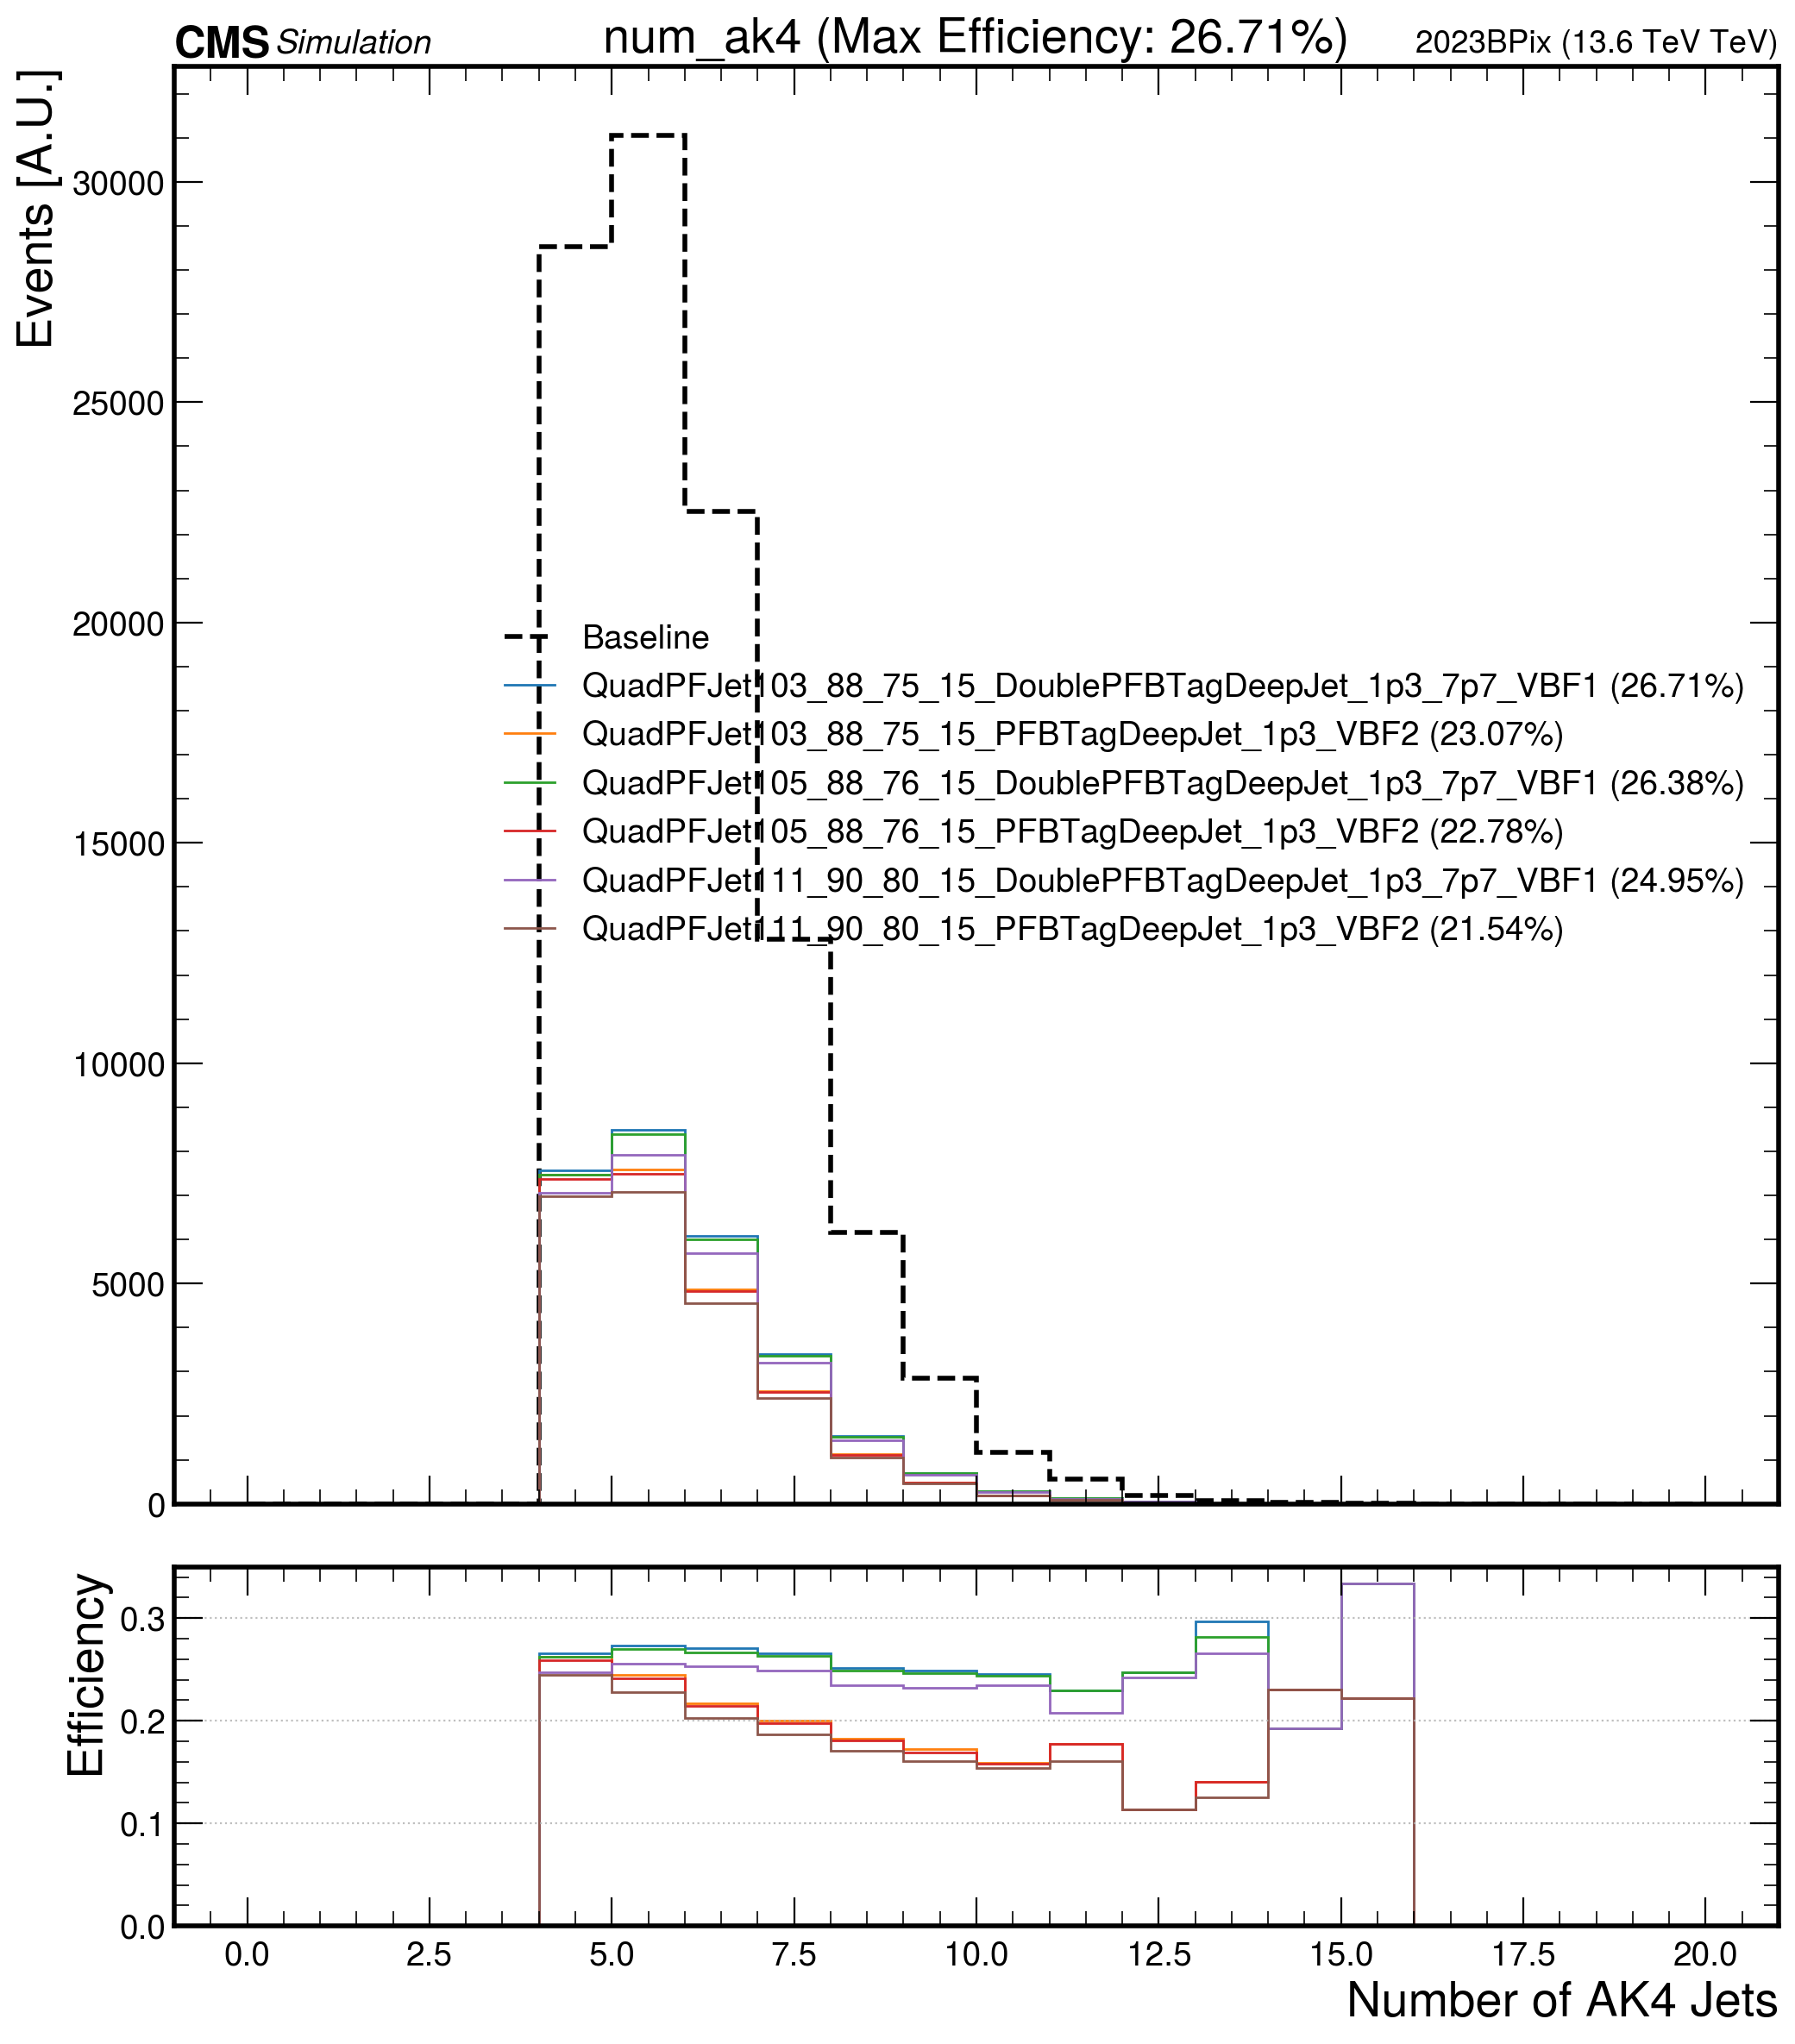 CMS Simulation num_ak4 (Max Efficiency: 26.71%) 2023BPix (13.6 TeV TeV)
Events [A.U.]
30000
25000
20000
15000
10000
5000
0
Baseline
QuadPFJet103_88_75_15_DoublePFBTagDeepJet_1p3_7p7_VBF1 (26.71%)
QuadPFJet103_88_75_15_PFBTagDeepJet_1p3_VBF2 (23.07%)
QuadPFJet105_88_76_15_DoublePFBTagDeepJet_1p3_7p7_VBF1 (26.38%)
QuadPFJet105_88_76_15_PFBTagDeepJet_1p3_VBF2 (22.78%)
QuadPFJet111_90_80_15_DoublePFBTagDeepJet_1p3_7p7_VBF1 (24.95%)
QuadPFJet111_90_80_15_PFBTagDeepJet_1p3_VBF2 (21.54%)
Efficiency
0.3
0.2
0.1
0.0
0.0 2.5 5.0 7.5 10.0 12.5 15.0 17.5 20.0
Number of AK4 Jets